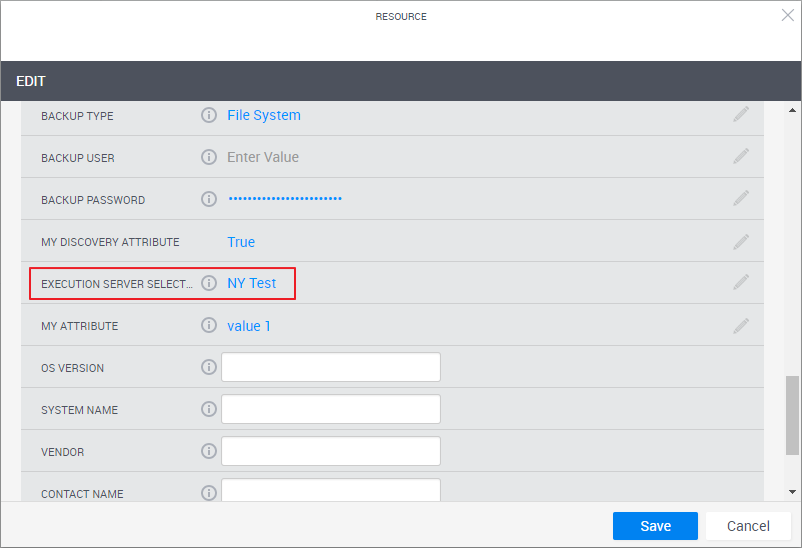 RESOURCE
EDIT
BACKUP TYPE File System
BACKUP USER Enter Value
BACKUP PASSWORD ••••••••••••••••••••••••
MY DISCOVERY ATTRIBUTE True
EXECUTION SERVER SELECT... NY Test
MY ATTRIBUTE value 1
OS VERSION
SYSTEM NAME
VENDOR
CONTACT NAME
Save Cancel